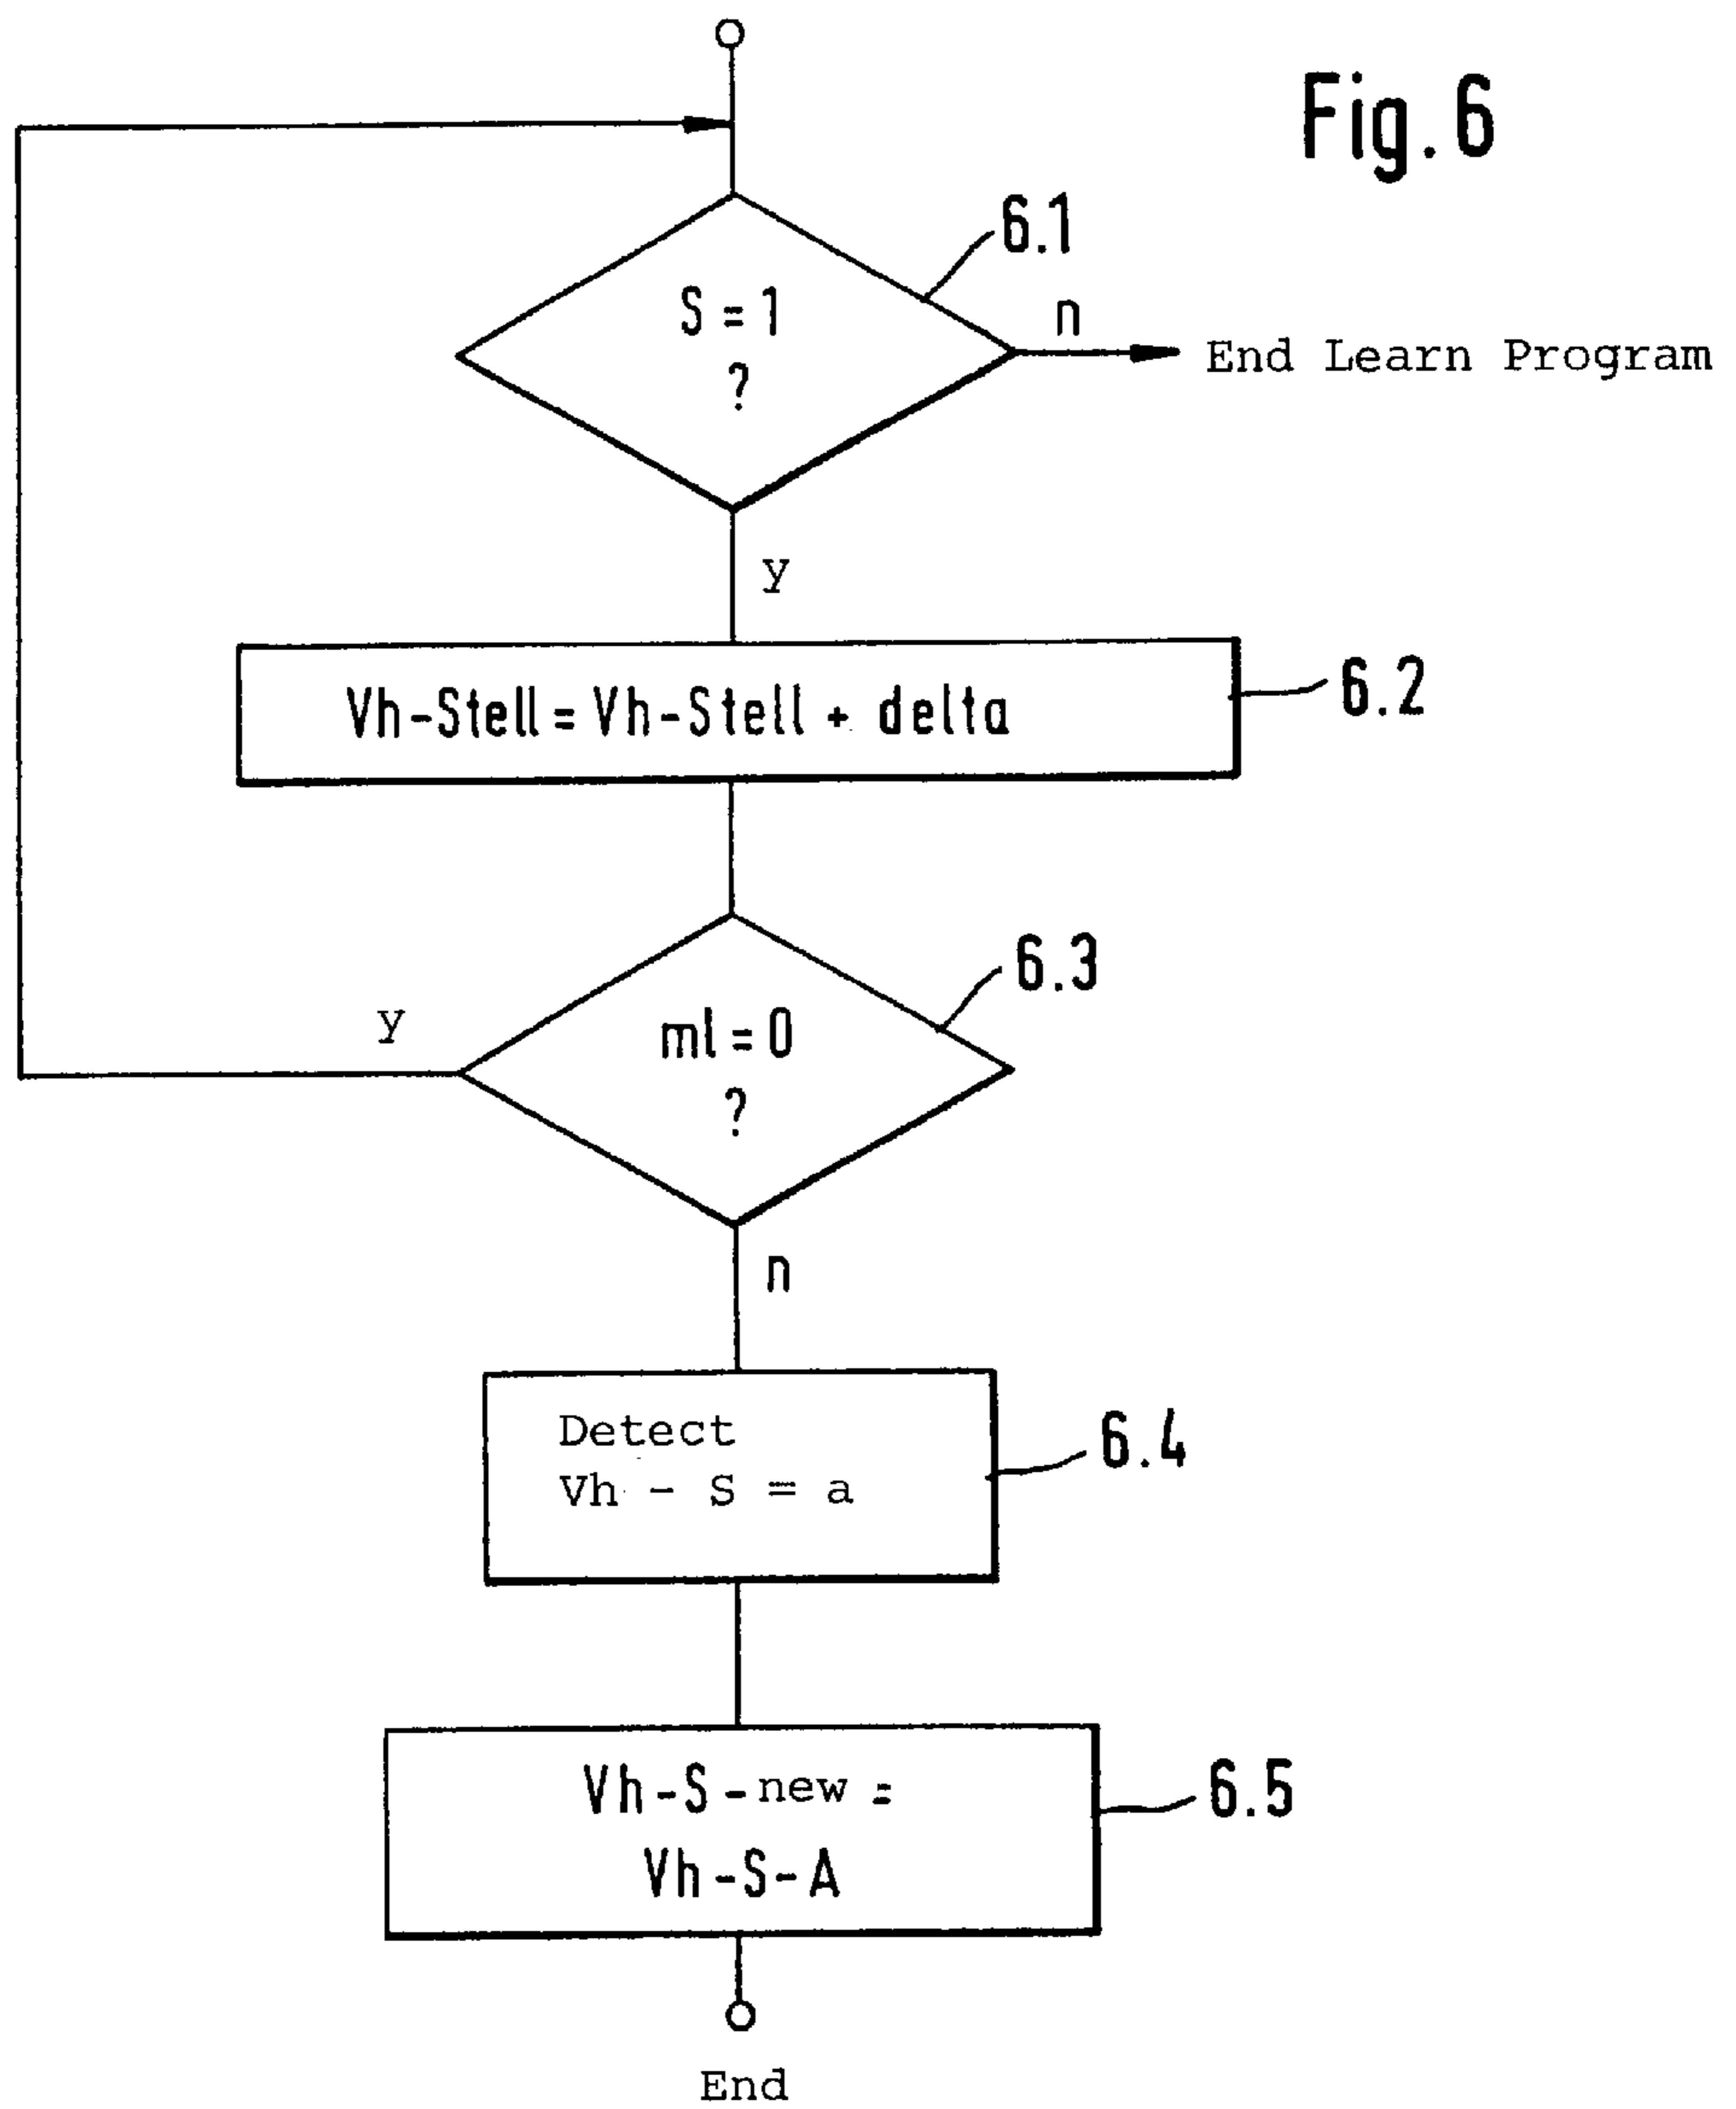 Fig. 6
6.1
S = 1
?
n
End Learn Program
y
6.2
Vh-Stell = Vh-Stell + delta
6.3
y
ml = 0
?
n
Detect
Vh - S = a
6.4
Vh-S-new =
Vh-S-A
6.5
End